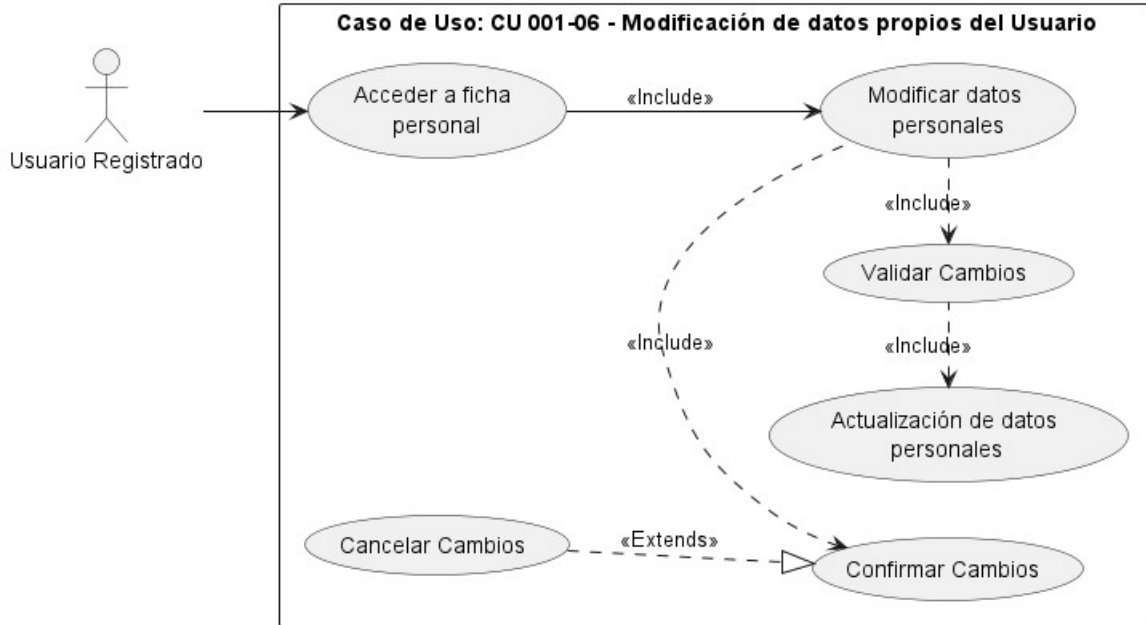 Caso de Uso: CU 001-06 - Modificación de datos propios del Usuario
Usuario Registrado
Acceder a ficha
personal
«Include»
Modificar datos
personales
«Include»
Validar Cambios
«Include»
«Include»
Actualización de datos
personales
Cancelar Cambios
«Extends»
Confirmar Cambios